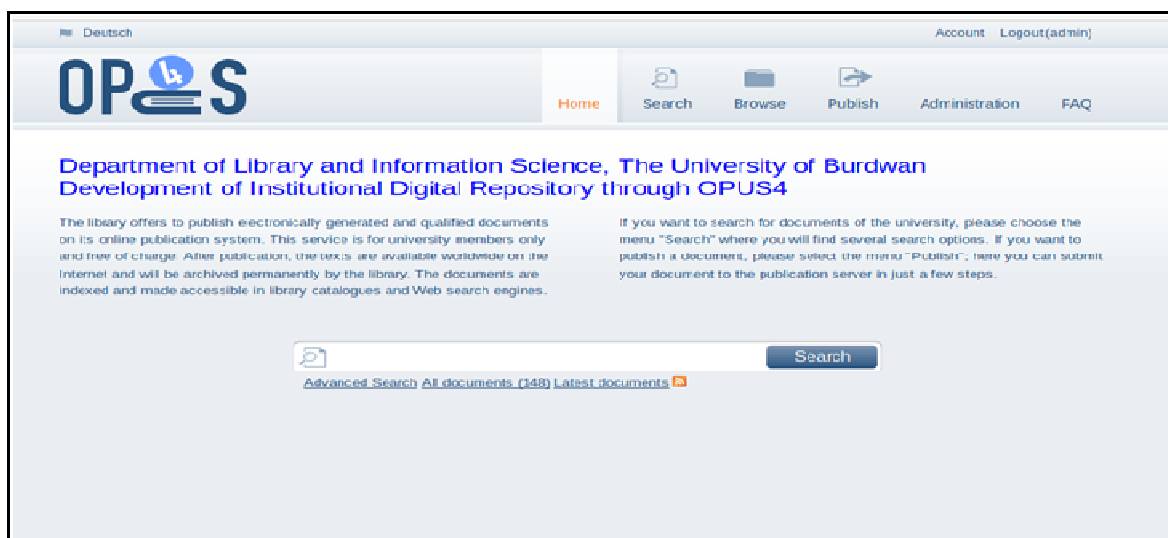 Deutsch
Account Logout(admin)
OPUS 4
Home Search Browse Publish Administration FAQ
Department of Library and Information Science, The University of Burdwan
Development of Institutional Digital Repository through OPUS4
The library offers to publish electronically generated and qualified documents
on its online publication system. This service is for university members only
and free of charge. After publication, the texts are available worldwide on the
Internet and will be archived permanently by the library. The documents are
indexed and made accessible in library catalogues and Web search engines.
If you want to search for documents of the university, please choose the
menu "Search" where you will find several search options. If you want to
publish a document, please select the menu "Publish"; here you can submit
your document to the publication server in just a few steps.
Search
Advanced Search All documents (148) Latest documents